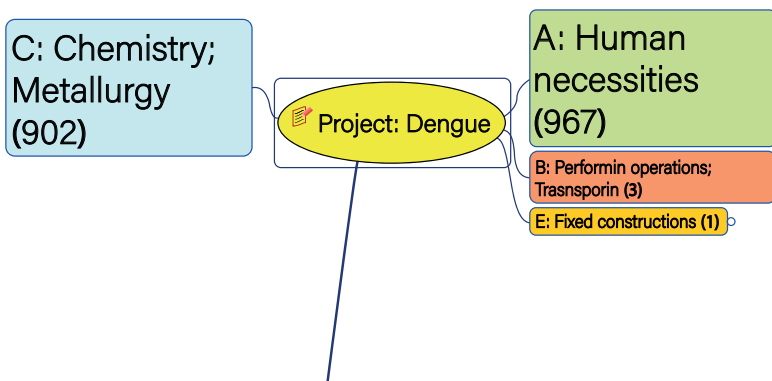 C: Chemistry;
Metallurgy
(902)
Project: Dengue
A: Human
necessities
(967)
B: Performin operations;
Trasnsporin (3)
E: Fixed constructions (1)